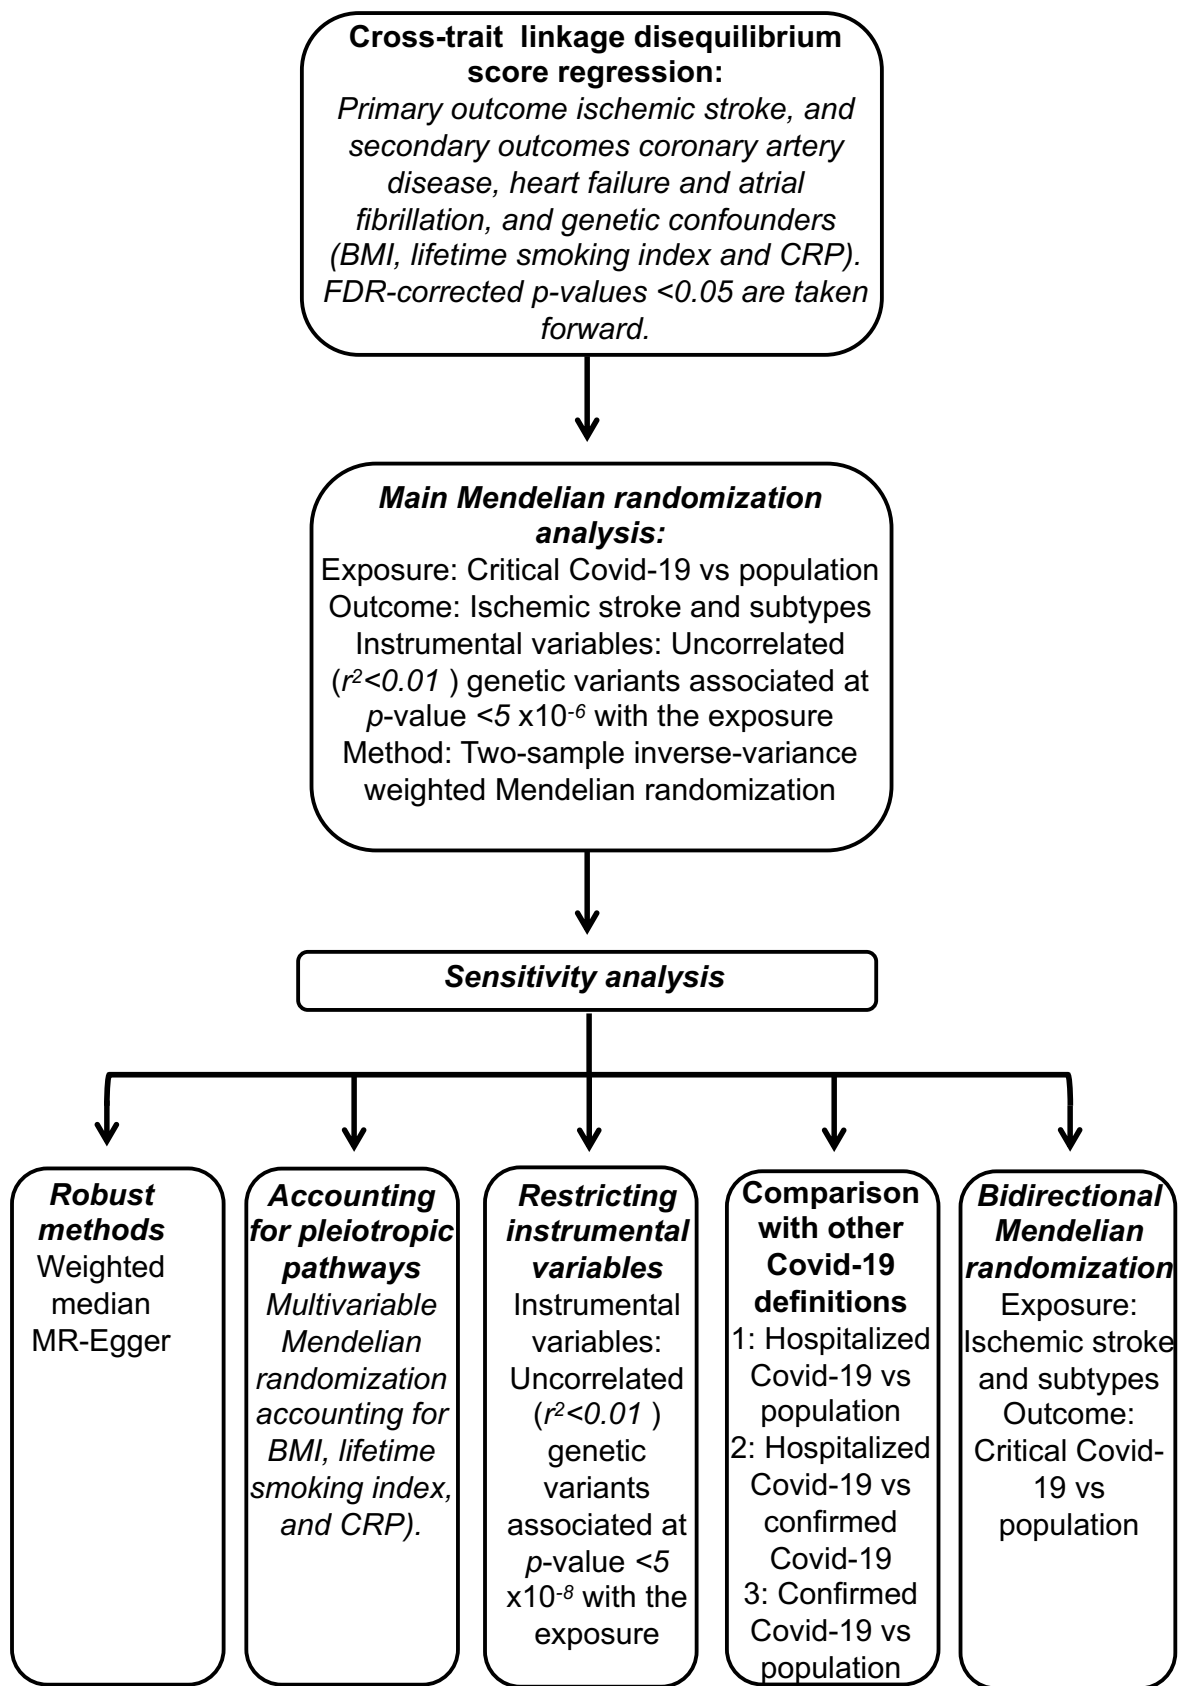 Cross-trait linkage disequilibrium
score regression:
Primary outcome ischemic stroke, and
secondary outcomes coronary artery
disease, heart failure and atrial
fibrillation, and genetic confounders
(BMI, lifetime smoking index and CRP).
FDR-corrected p-values <0.05 are taken
forward.
Main Mendelian randomization
analysis:
Exposure: Critical Covid-19 vs population
Outcome: Ischemic stroke and subtypes
Instrumental variables: Uncorrelated
(r²<0.01 ) genetic variants associated at
p-value <5 x10⁻⁶ with the exposure
Method: Two-sample inverse-variance
weighted Mendelian randomization
Sensitivity analysis
Robust
methods
Weighted
median
MR-Egger
Accounting
for pleiotropic
pathways
Multivariable
Mendelian
randomization
accounting for
BMI, lifetime
smoking index,
and CRP).
Restricting
instrumental
variables
Instrumental
variables:
Uncorrelated
(r²<0.01 )
genetic
variants
associated at
p-value <5
x10⁻⁸ with the
exposure
Comparison
with other
Covid-19
definitions
1: Hospitalized
Covid-19 vs
population
2: Hospitalized
Covid-19 vs
confirmed
Covid-19
3: Confirmed
Covid-19 vs
population
Bidirectional
Mendelian
randomization
Exposure:
Ischemic stroke
and subtypes
Outcome:
Critical Covid-
19 vs
population